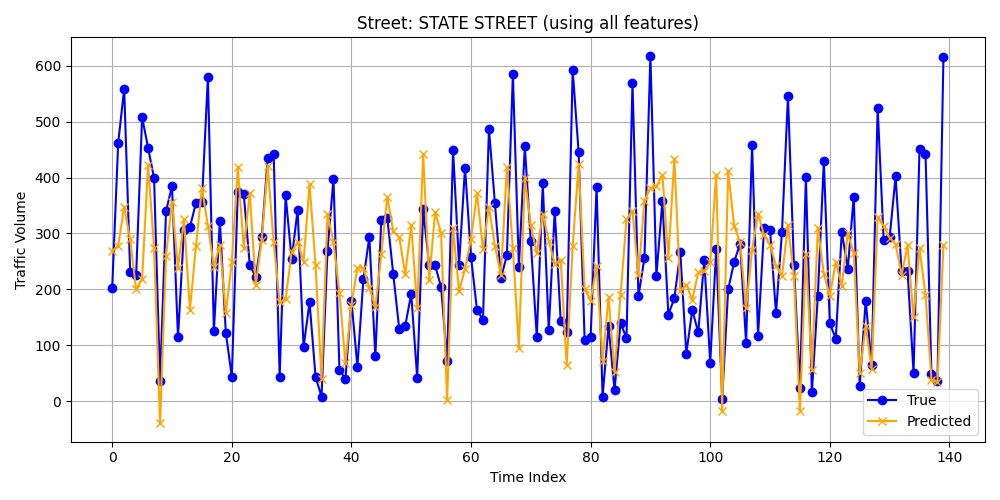 Street: STATE STREET (using all features)
Traffic Volume
600
500
400
300
200
100
0
0 20 40 60 80 100 120 140
Time Index
True
Predicted